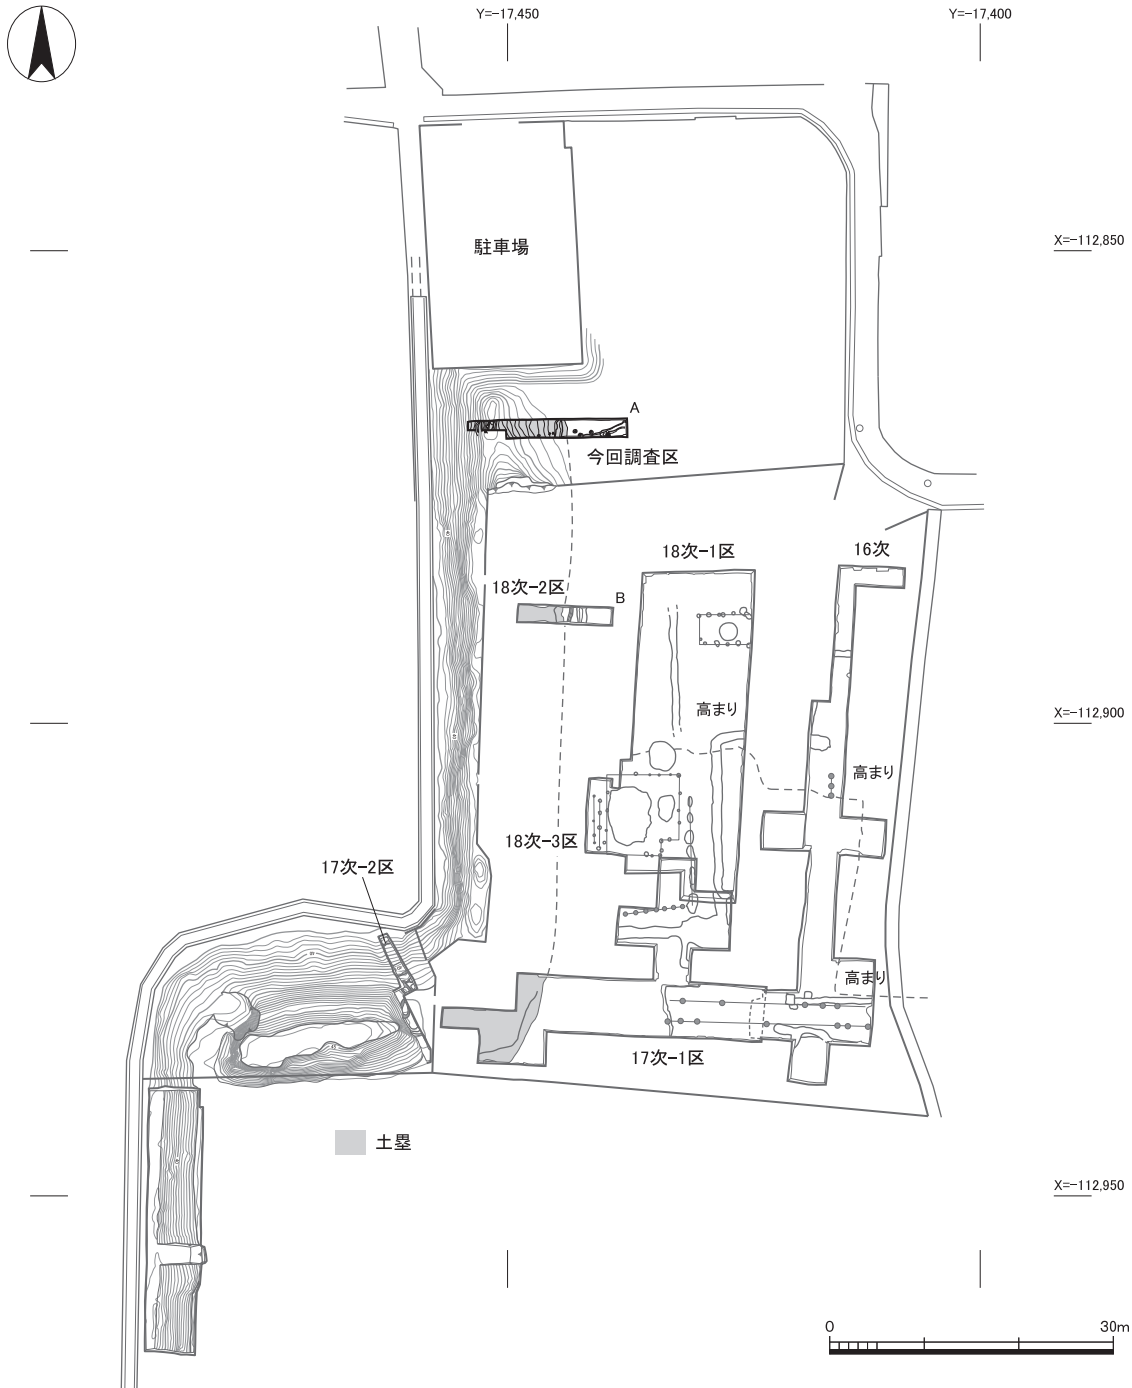 Y=-17,450
Y=-17,400
X=-112,850
駐車場
A
今回調査区
18次-1区
16次
18次-2区
B
高まり
X=-112,900
高まり
18次-3区
17次-2区
高まり
17次-1区
土塁
X=-112,950
0
30m